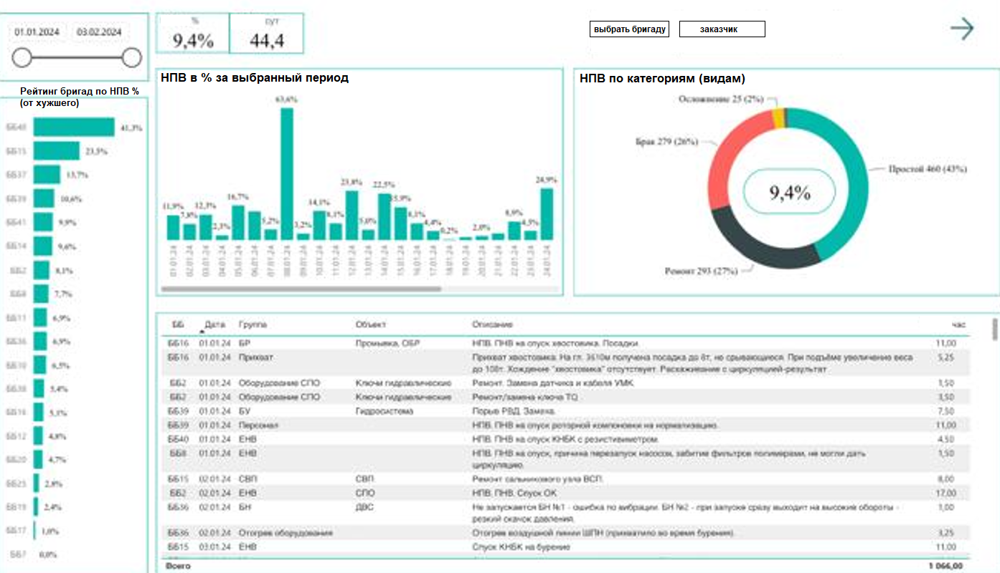 01.01.2024 03.02.2024
%
9,4%
сут
44,4
выбрать бригаду
заказчик
Рейтинг бригад по НПВ %
(от хужшего)
ББ40 41,3%
ББ15 23,5%
ББ37 13,7%
ББ39 10,6%
ББ41 9,9%
ББ14 9,6%
ББ2 8,1%
ББ8 7,7%
ББ11 6,9%
ББ36 6,9%
ББ10 6,5%
ББ38 5,4%
ББ16 5,1%
ББ12 4,8%
ББ20 4,7%
ББ25 2,8%
ББ19 2,4%
ББ17 1,0%
ББ7 0,0%
НПВ в % за выбранный период
11,9%
7,8%
12,3%
2,3%
16,7%
5,2%
63,6%
3,2%
14,1%
8,1%
23,8%
5,0%
22,5%
15,9%
8,1%
4,4%
0,2%
2,0%
8,9%
4,5%
24,9%
01.01.24
02.01.24
03.01.24
04.01.24
05.01.24
06.01.24
07.01.24
08.01.24
09.01.24
10.01.24
11.01.24
12.01.24
13.01.24
14.01.24
15.01.24
16.01.24
17.01.24
18.01.24
19.01.24
20.01.24
21.01.24
22.01.24
23.01.24
24.01.24
НПВ по категориям (видам)
Осложнение 25 (2%)
Брак 279 (26%)
Простой 460 (43%)
9,4%
Ремонт 293 (27%)
ББ Дата Группа Объект Описание час
ББ16 01.01.24 БР Промывка, ОБР НПВ. ПНВ на спуск хвостовика. Посадки. 11,00
ББ16 01.01.24 Прихват Прихват хвостовика. На гл. 3610м получена посадка до 8т, не срывающиеся. При подъёме увеличение веса 5,25
до 108т. Хождение "хвостовика" отсутствует. Расхаживание с циркуляцией-результат
ББ2 01.01.24 Оборудование СПО Ключи гидравлические Ремонт. Замена датчика и кабеля УМК. 1,50
ББ2 01.01.24 Оборудование СПО Ключи гидравлические Ремонт/замена ключа TQ 3,50
ББ39 01.01.24 БУ Гидросистема Порыв РВД. Замена. 7,50
ББ39 01.01.24 Персонал НПВ. ПНВ на спуск роторной компоновки на нормализацию. 11,00
ББ40 01.01.24 ЕНВ НПВ. ПНВ на спуск КНБК с резистивиметром. 4,50
ББ8 01.01.24 ЕНВ НПВ. ПНВ на спуск, причина перезапуск насосов, забитие фильтров полимерами, не могли дать 1,50
циркуляцию.
ББ15 02.01.24 СВП СВП Ремонт сальникового узла ВСП. 8,00
ББ2 02.01.24 ЕНВ СПО НПВ. ПНВ. Спуск ОК 17,00
ББ36 02.01.24 БН ДВС Не запускается БН №1 - ошибка по вибрации. БН №2 - при запуске сразу выходит на высокие обороты - 1,00
резкий скачок давления.
ББ36 02.01.24 Отогрев оборудования Отогрев воздушной линии ШПН (прихватило во время бурения). 3,25
ББ15 03.01.24 ЕНВ Спуск КНБК на бурение 11,00
Всего 1 066,00